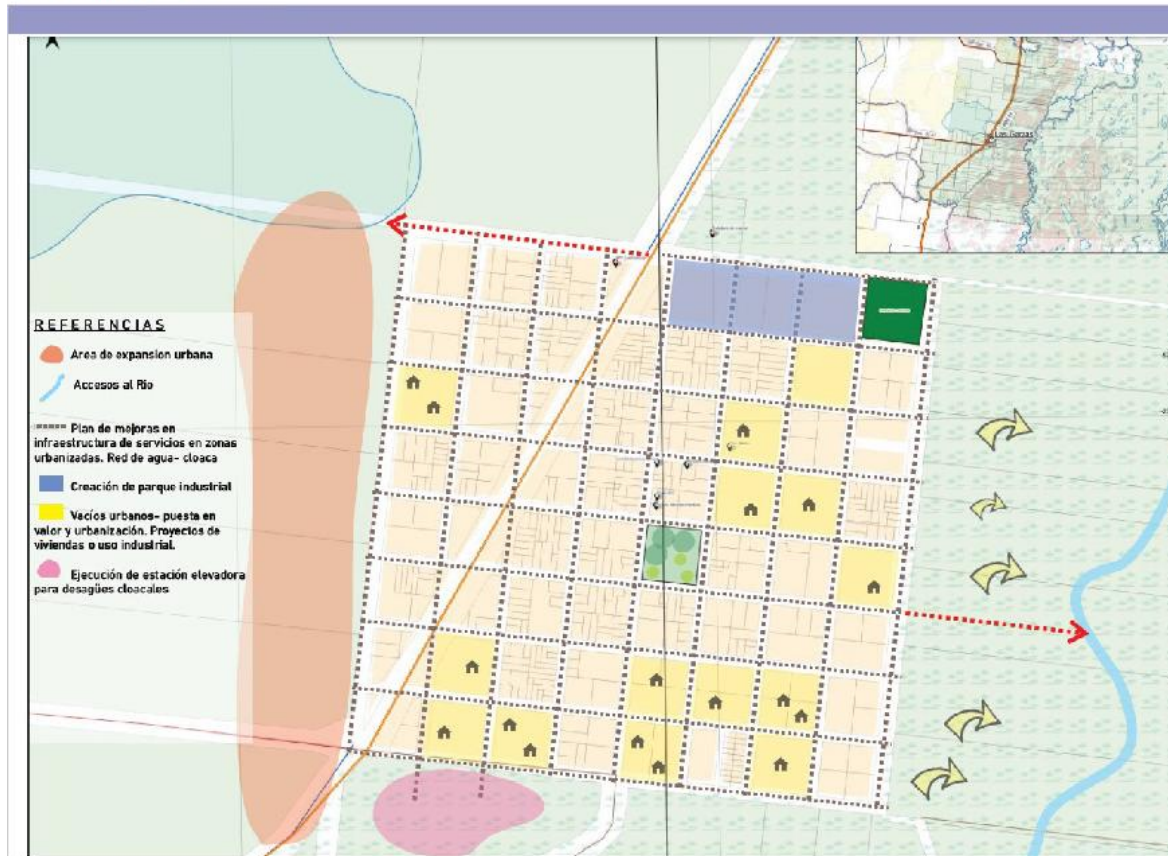 Las Garzas
REFERENCIAS
Area de expansion urbana
Accesos al Rio
Plan de mejoras en
infraestructura de servicios en zonas
urbanizadas. Red de agua- cloaca
Creación de parque industrial
Vacíos urbanos- puesta en
valor y urbanización. Proyectos de
viviendas o uso industrial.
Ejecución de estación elevadora
para desagües cloacales